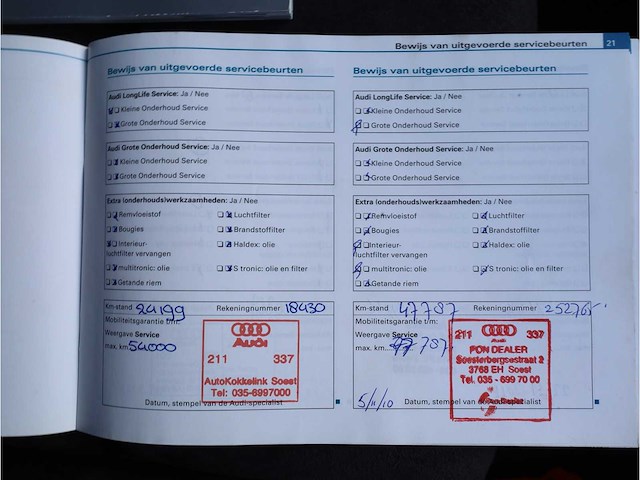 Bewijs van uitgevoerde servicebeurten 21
Bewijs van uitgevoerde servicebeurten
Audi LongLife Service: Ja / Nee
Kleine Onderhoud Service
Grote Onderhoud Service
Audi Grote Onderhoud Service: Ja / Nee
Kleine Onderhoud Service
Grote Onderhoud Service
Extra (onderhouds)werkzaamheden: Ja / Nee
Remvloeistof Luchtfilter
Bougies Brandstoffilter
Interieur- Haldex: olie
luchtfilter vervangen
multitronic: olie S tronic: olie en filter
Getande riem
Km-stand 24199 Rekeningnummer 18430
Mobiliteitsgarantie t/m:
Weergave Service
max. km 54000
Audi
211 337
AutoKokkelink Soest
Tel: 035-6997000
Datum, stempel van de Audi-specialist
Bewijs van uitgevoerde servicebeurten
Audi LongLife Service: Ja / Nee
Kleine Onderhoud Service
Grote Onderhoud Service
Audi Grote Onderhoud Service: Ja / Nee
Kleine Onderhoud Service
Grote Onderhoud Service
Extra (onderhouds)werkzaamheden: Ja / Nee
Remvloeistof Luchtfilter
Bougies Brandstoffilter
Interieur- Haldex: olie
luchtfilter vervangen
multitronic: olie S tronic: olie en filter
Getande riem
Km-stand 47787 Rekeningnummer
Mobiliteitsgarantie t/m:
Weergave Service
max. km 787
211 337
Audi
PON DEALER
Soesterbergsestraat 2
3768 EH Soest
Tel. 035 - 699 70 00
5/11/10 Datum, stempel van de Audi-specialist